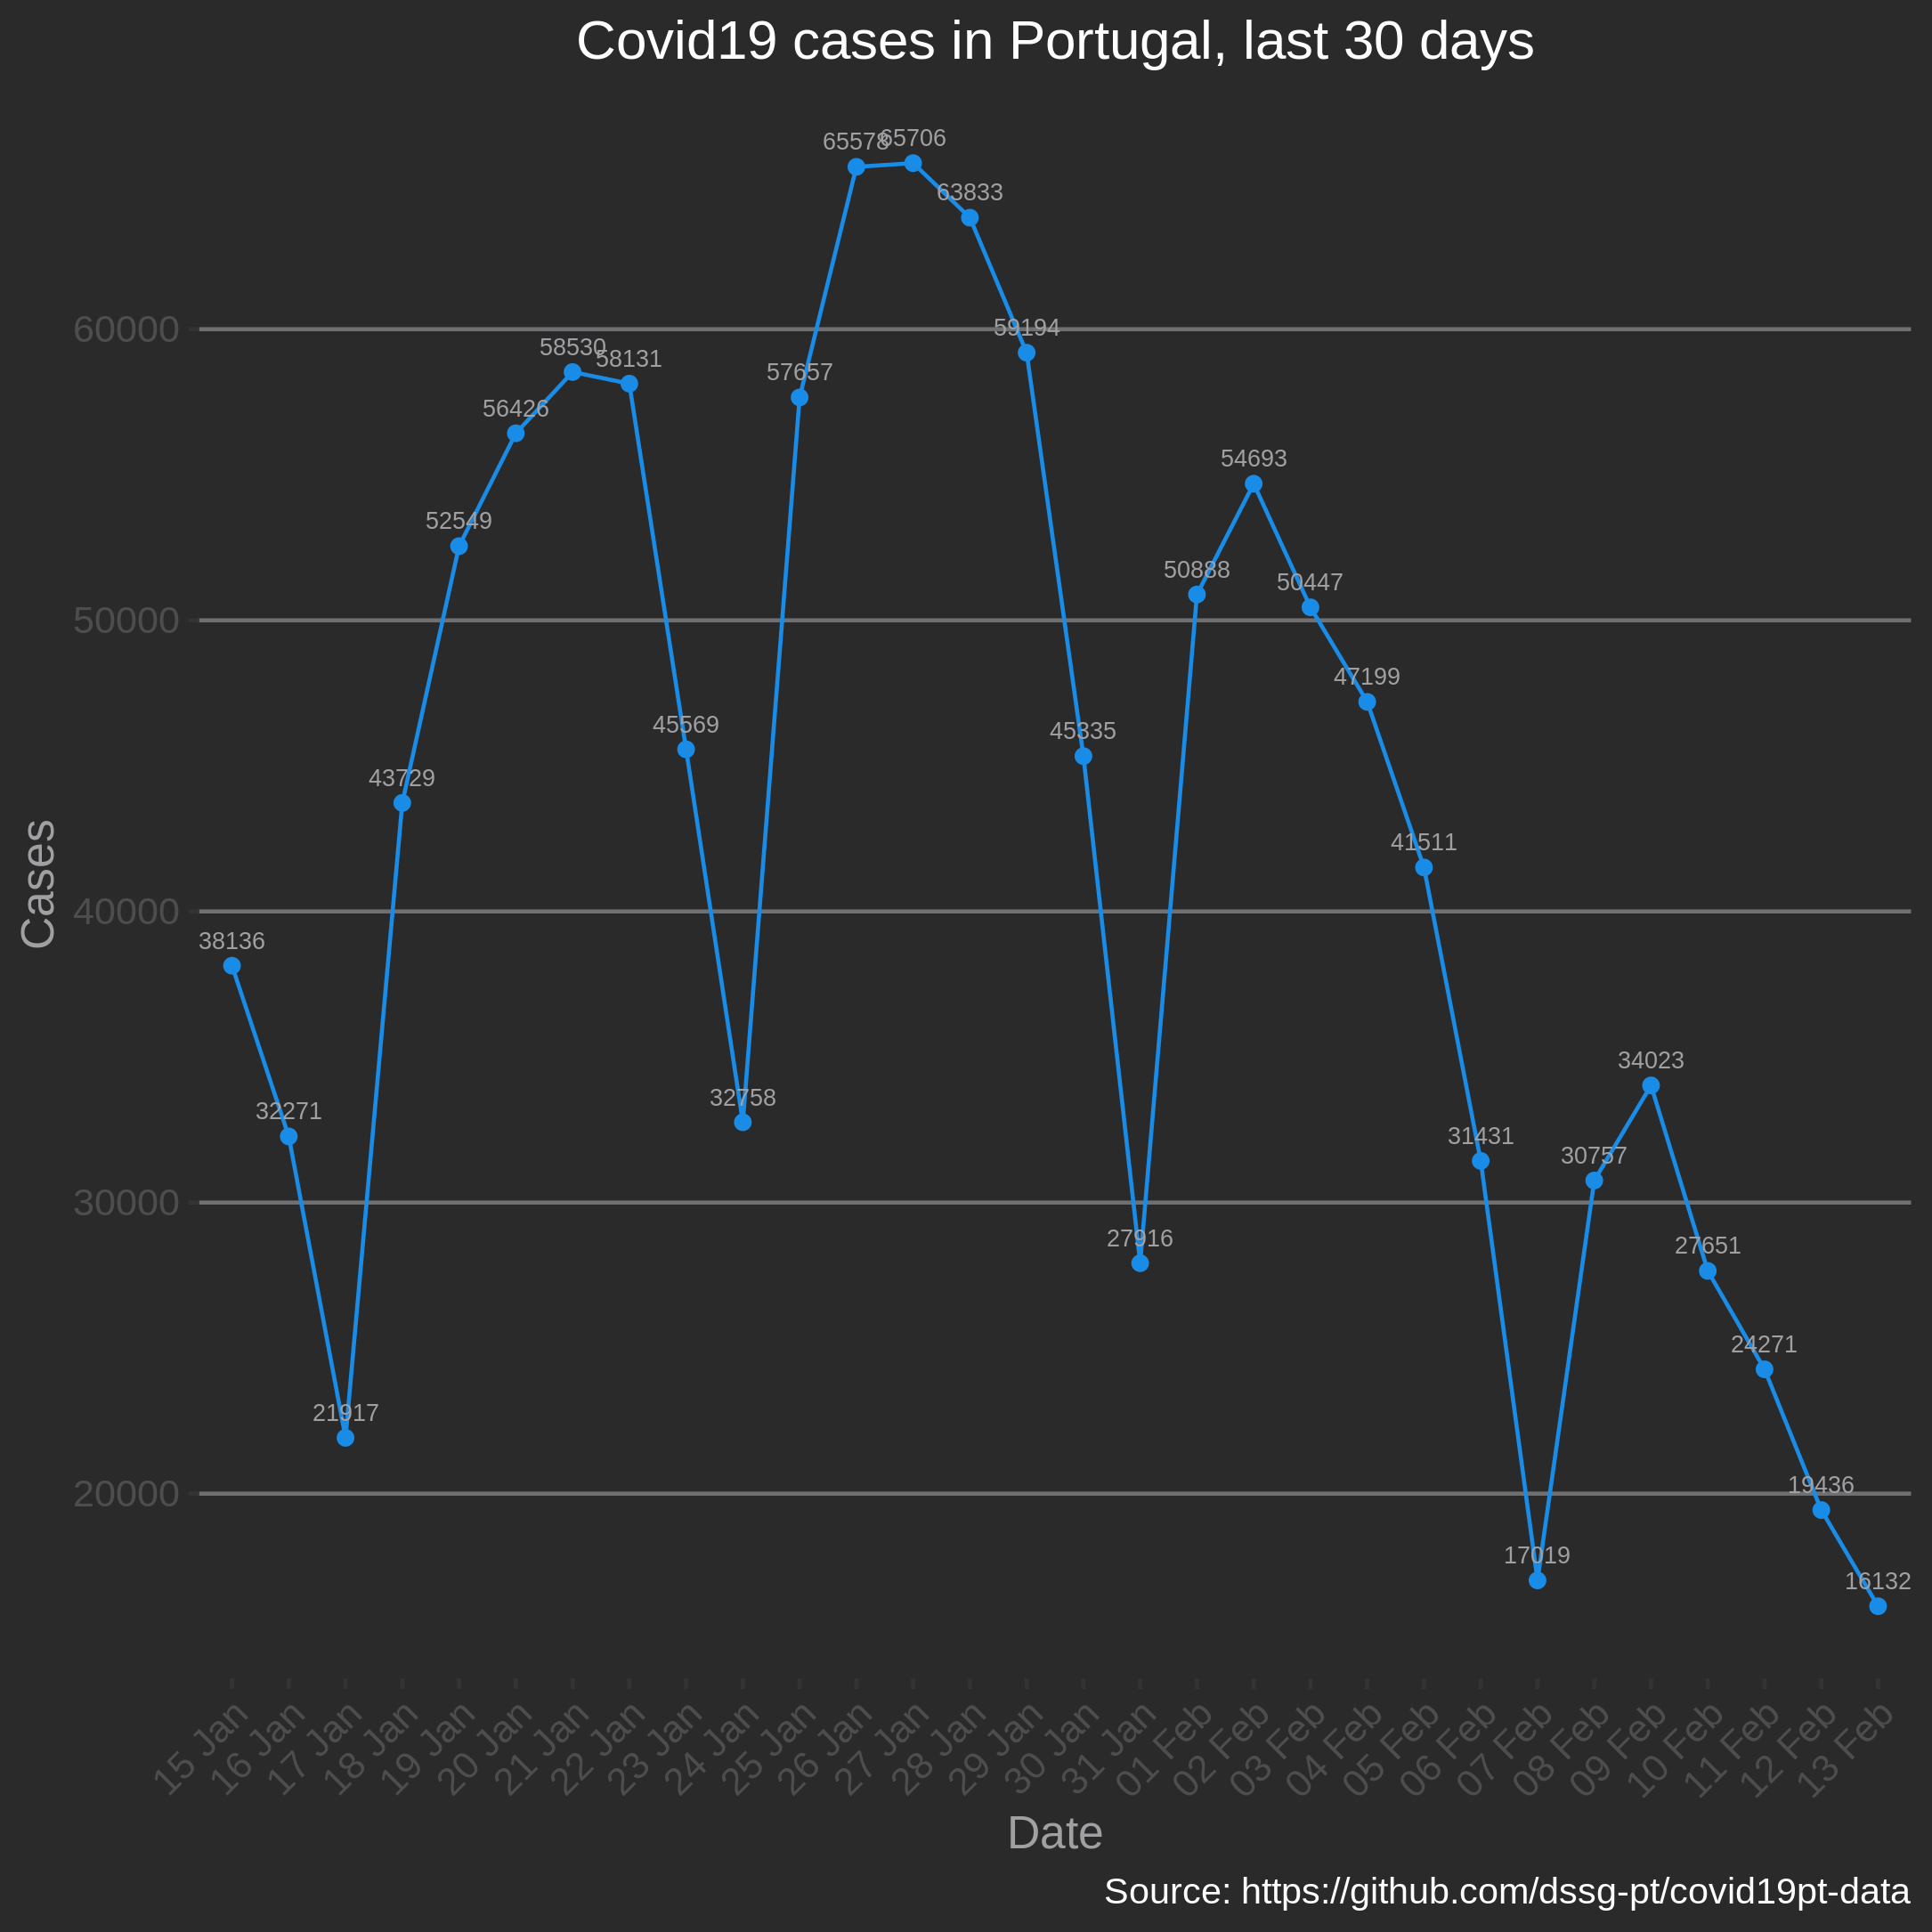 Covid19 cases in Portugal, last 30 days
Cases
60000
50000
40000
30000
20000
38136
32271
21917
43729
52549
56426
58530
58131
45569
32758
57657
65578
65706
63833
59194
45335
27916
50888
54693
50447
47199
41511
31431
17019
30757
34023
27651
24271
19436
16132
15 Jan
16 Jan
17 Jan
18 Jan
19 Jan
20 Jan
21 Jan
22 Jan
23 Jan
24 Jan
25 Jan
26 Jan
27 Jan
28 Jan
29 Jan
30 Jan
31 Jan
01 Feb
02 Feb
03 Feb
04 Feb
05 Feb
06 Feb
07 Feb
08 Feb
09 Feb
10 Feb
11 Feb
12 Feb
13 Feb
Date
Source: https://github.com/dssg-pt/covid19pt-data